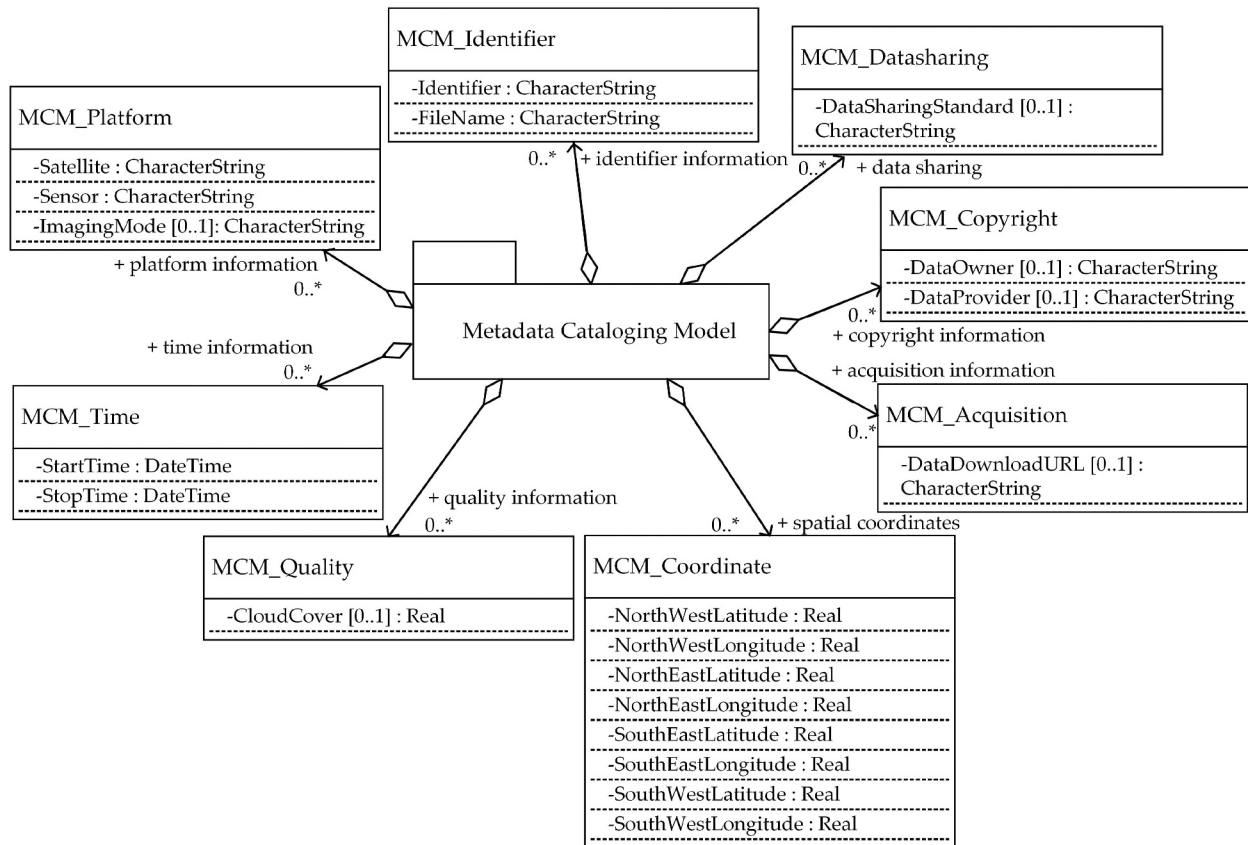 MCM_Identifier
-Identifier : CharacterString
-FileName : CharacterString
0..*
+ identifier information
MCM_Datasharing
-DataSharingStandard [0..1] :
CharacterString
0..*
+ data sharing
MCM_Platform
-Satellite : CharacterString
-Sensor : CharacterString
-ImagingMode [0..1]: CharacterString
+ platform information
0..*
MCM_Copyright
-DataOwner [0..1] : CharacterString
-DataProvider [0..1] : CharacterString
0..*
+ copyright information
Metadata Cataloging Model
+ time information
0..*
MCM_Time
-StartTime : DateTime
-StopTime : DateTime
+ acquisition information
0..*
MCM_Acquisition
-DataDownloadURL [0..1] :
CharacterString
+ quality information
0..*
MCM_Quality
-CloudCover [0..1] : Real
0..*
+ spatial coordinates
MCM_Coordinate
-NorthWestLatitude : Real
-NorthWestLongitude : Real
-NorthEastLatitude : Real
-NorthEastLongitude : Real
-SouthEastLatitude : Real
-SouthEastLongitude : Real
-SouthWestLatitude : Real
-SouthWestLongitude : Real